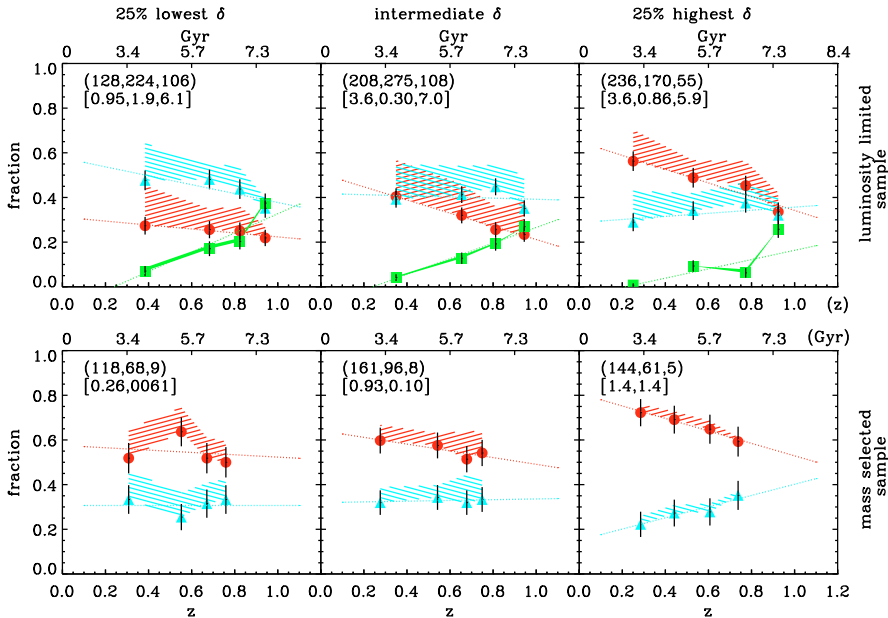 25% lowest δ intermediate δ 25% highest δ
Gyr Gyr Gyr
0 3.4 5.7 7.3 0 3.4 5.7 7.3 0 3.4 5.7 7.3 8.4
(128,224,106) (208,275,108) (236,170,55)
[0.95,1.9,6.1] [3.6,0.30,7.0] [3.6,0.86,5.9]
1.0
0.8
0.6
0.4
0.2
0.0
fraction
luminosity limited
sample
0.0 0.2 0.4 0.6 0.8 1.0 0.0 0.2 0.4 0.6 0.8 1.0 0.0 0.2 0.4 0.6 0.8 1.0 (z)
0 3.4 5.7 7.3 0 3.4 5.7 7.3 0 3.4 5.7 7.3 (Gyr)
(118,68,9) (161,96,8) (144,61,5)
[0.26,0061] [0.93,0.10] [1.4,1.4]
1.0
0.8
0.6
0.4
0.2
0.0
fraction
mass selected
sample
0.0 0.2 0.4 0.6 0.8 1.0 0.0 0.2 0.4 0.6 0.8 1.0 0.0 0.2 0.4 0.6 0.8 1.0 1.2
z z z